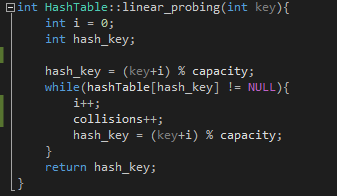 int HashTable::linear_probing(int key){
    int i = 0;
    int hash_key;

    hash_key = (key+i) % capacity;
    while(hashTable[hash_key] != NULL){
        i++;
        collisions++;
        hash_key = (key+i) % capacity;
    }
    return hash_key;
}